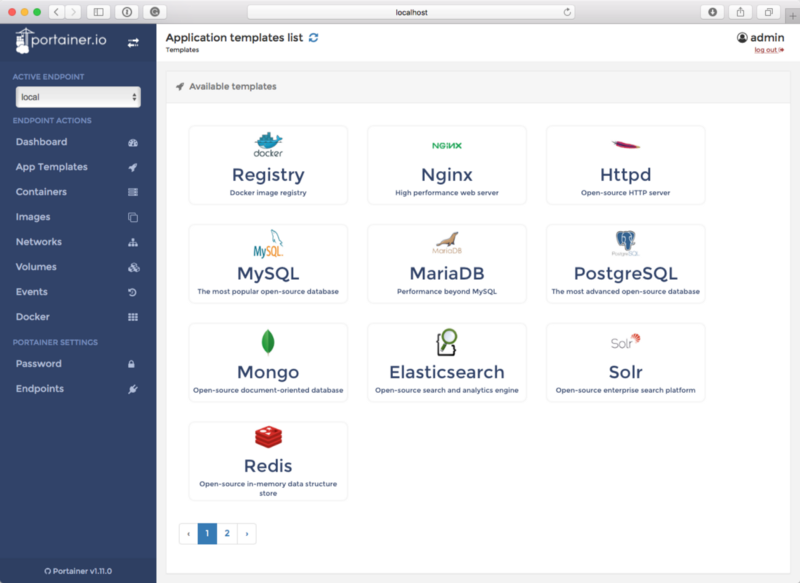 localhost
portainer.io
Application templates list
Templates
admin
log out
ACTIVE ENDPOINT
local
ENDPOINT ACTIONS
Dashboard
App Templates
Containers
Images
Networks
Volumes
Events
Docker
PORTAINER SETTINGS
Password
Endpoints
Portainer v1.11.0
Available templates
docker
Registry
Docker image registry
NGINX
Nginx
High performance web server
Httpd
Open-source HTTP server
MySQL
MySQL
The most popular open-source database
MariaDB
MariaDB
Performance beyond MySQL
PostgreSQL
PostgreSQL
The most advanced open-source database
Mongo
Open-source document-oriented database
Elasticsearch
Open-source search and analytics engine
Solr
Solr
Open-source enterprise search platform
Redis
Open-source in-memory data structure
store
‹ 1 2 ›